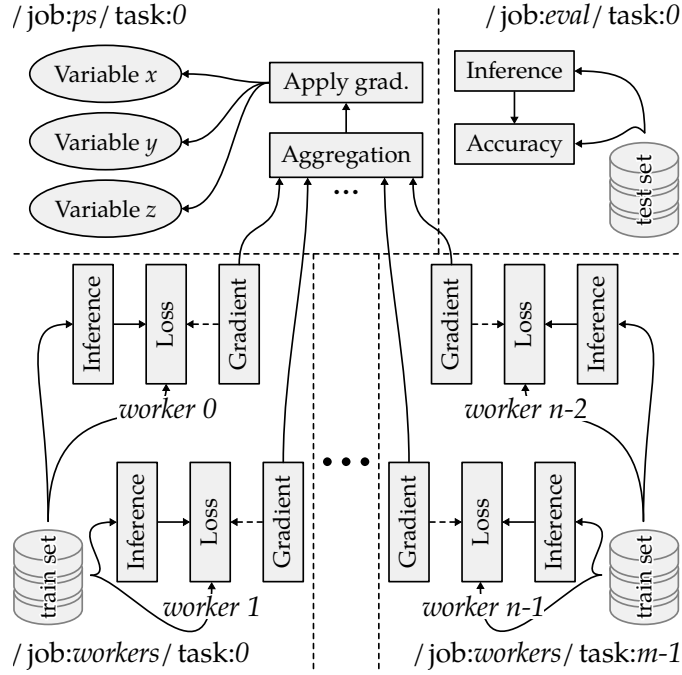 /job:ps/task:0
/job:eval/task:0
Variable x
Variable y
Variable z
Apply grad.
Aggregation
...
Inference
Accuracy
test set
Inference
Loss
Gradient
worker 0
Gradient
Loss
Inference
worker n-2
train set
Inference
Loss
Gradient
worker 1
...
Gradient
Loss
Inference
worker n-1
train set
/job:workers/task:0
/job:workers/task:m-1